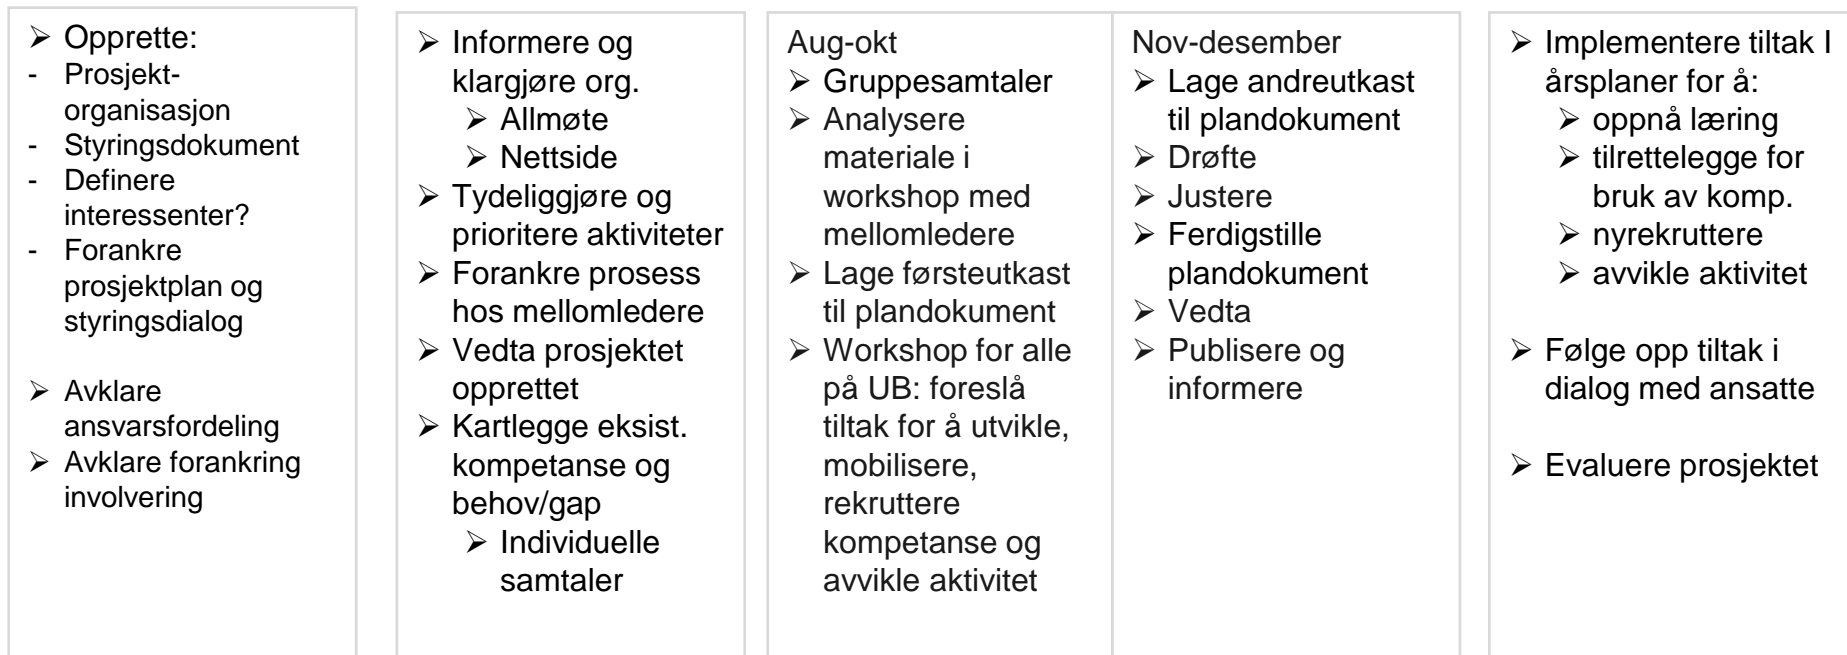 ➢ Opprette:
- Prosjekt-
organisasjon
- Styringsdokument
- Definere
interessenter?
- Forankre
prosjektplan og
styringsdialog
➢ Avklare
ansvarsfordeling
➢ Avklare forankring
involvering
➢ Informere og
klargjøre org.
➢ Allmøte
➢ Nettside
➢ Tydeliggjøre og
prioritere aktiviteter
➢ Forankre prosess
hos mellomledere
➢ Vedta prosjektet
opprettet
➢ Kartlegge eksist.
kompetanse og
behov/gap
➢ Individuelle
samtaler
Aug-okt
➢ Gruppesamtaler
➢ Analysere
materiale i
workshop med
mellomledere
➢ Lage førsteutkast
til plandokument
➢ Workshop for alle
på UB: foreslå
tiltak for å utvikle,
mobilisere,
rekruttere
kompetanse og
avvikle aktivitet
Nov-desember
➢ Lage andreutkast
til plandokument
➢ Drøfte
➢ Justere
➢ Ferdigstille
plandokument
➢ Vedta
➢ Publisere og
informere
➢ Implementere tiltak I
årsplaner for å:
➢ oppnå læring
➢ tilrettelegge for
bruk av komp.
➢ nyrekruttere
➢ avvikle aktivitet
➢ Følge opp tiltak i
dialog med ansatte
➢ Evaluere prosjektet